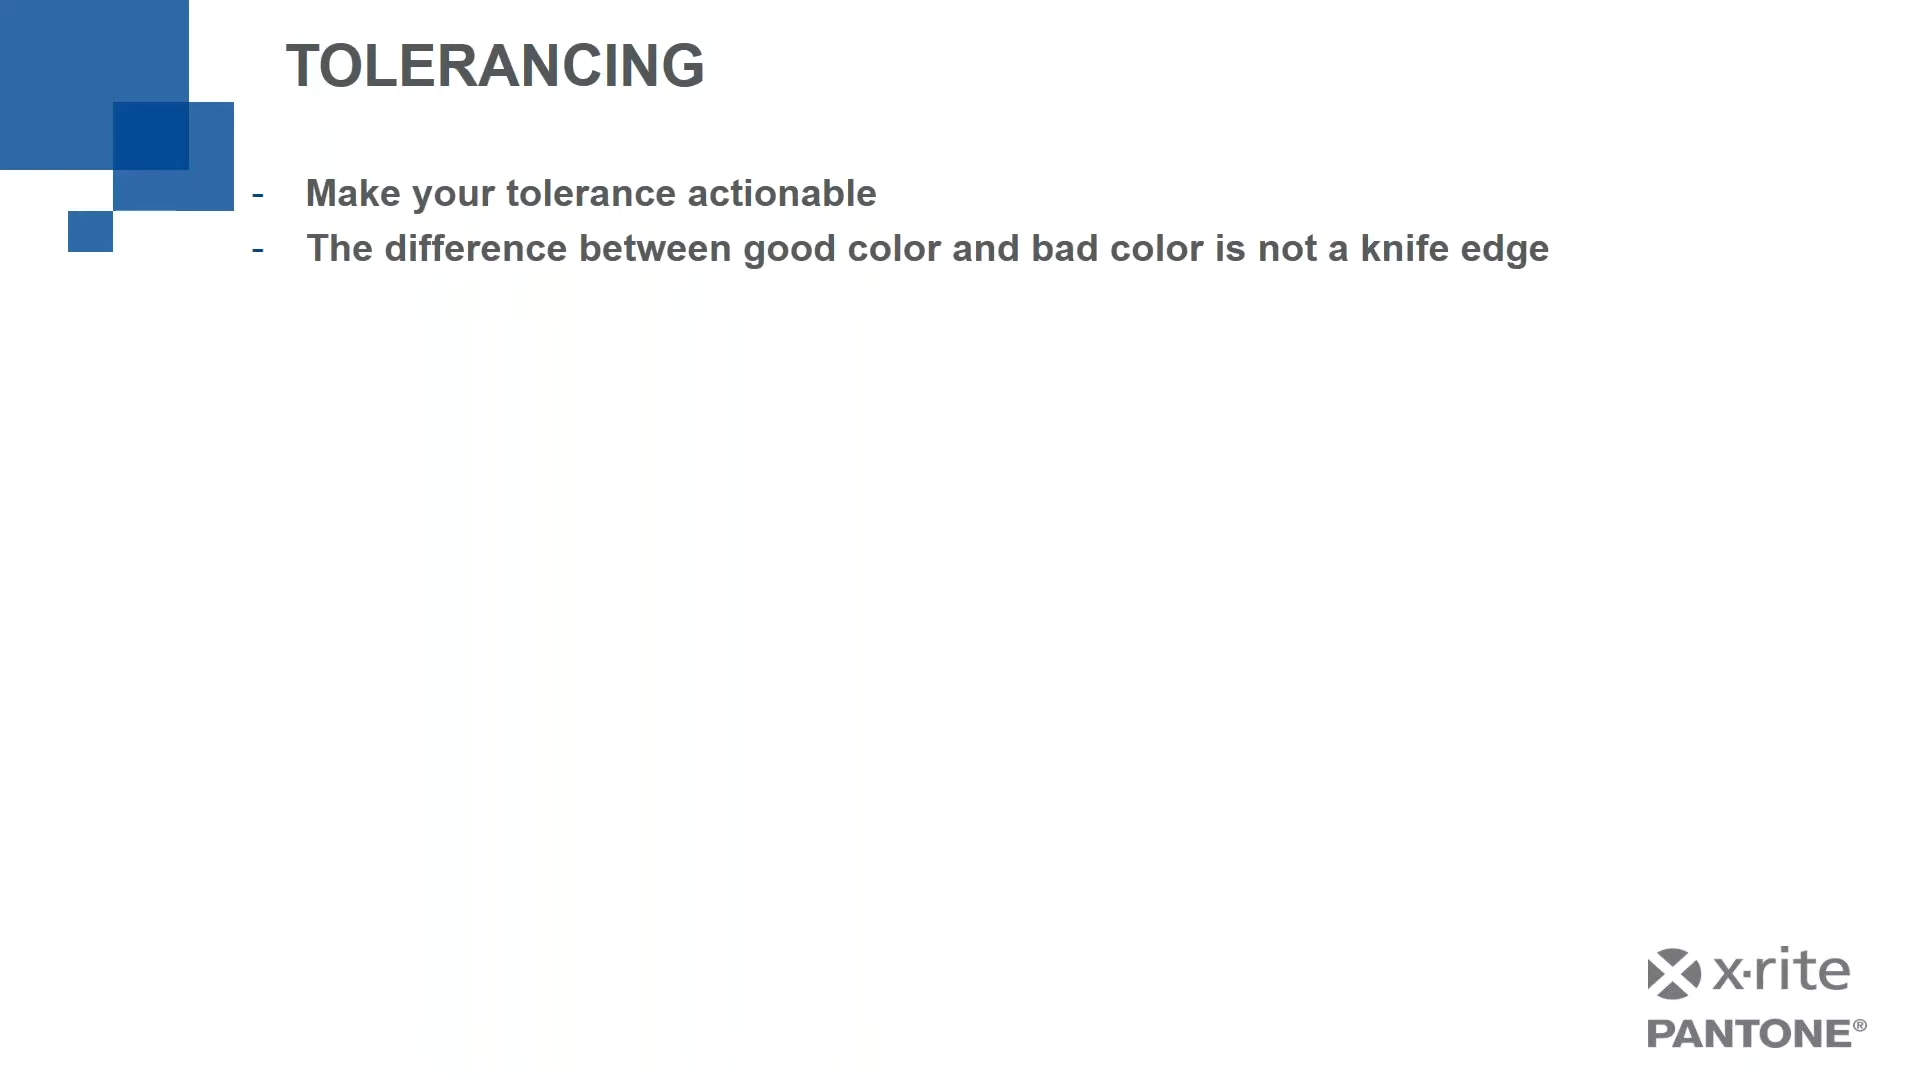 TOLERANCING
- Make your tolerance actionable
- The difference between good color and bad color is not a knife edge
x·rite
PANTONE®